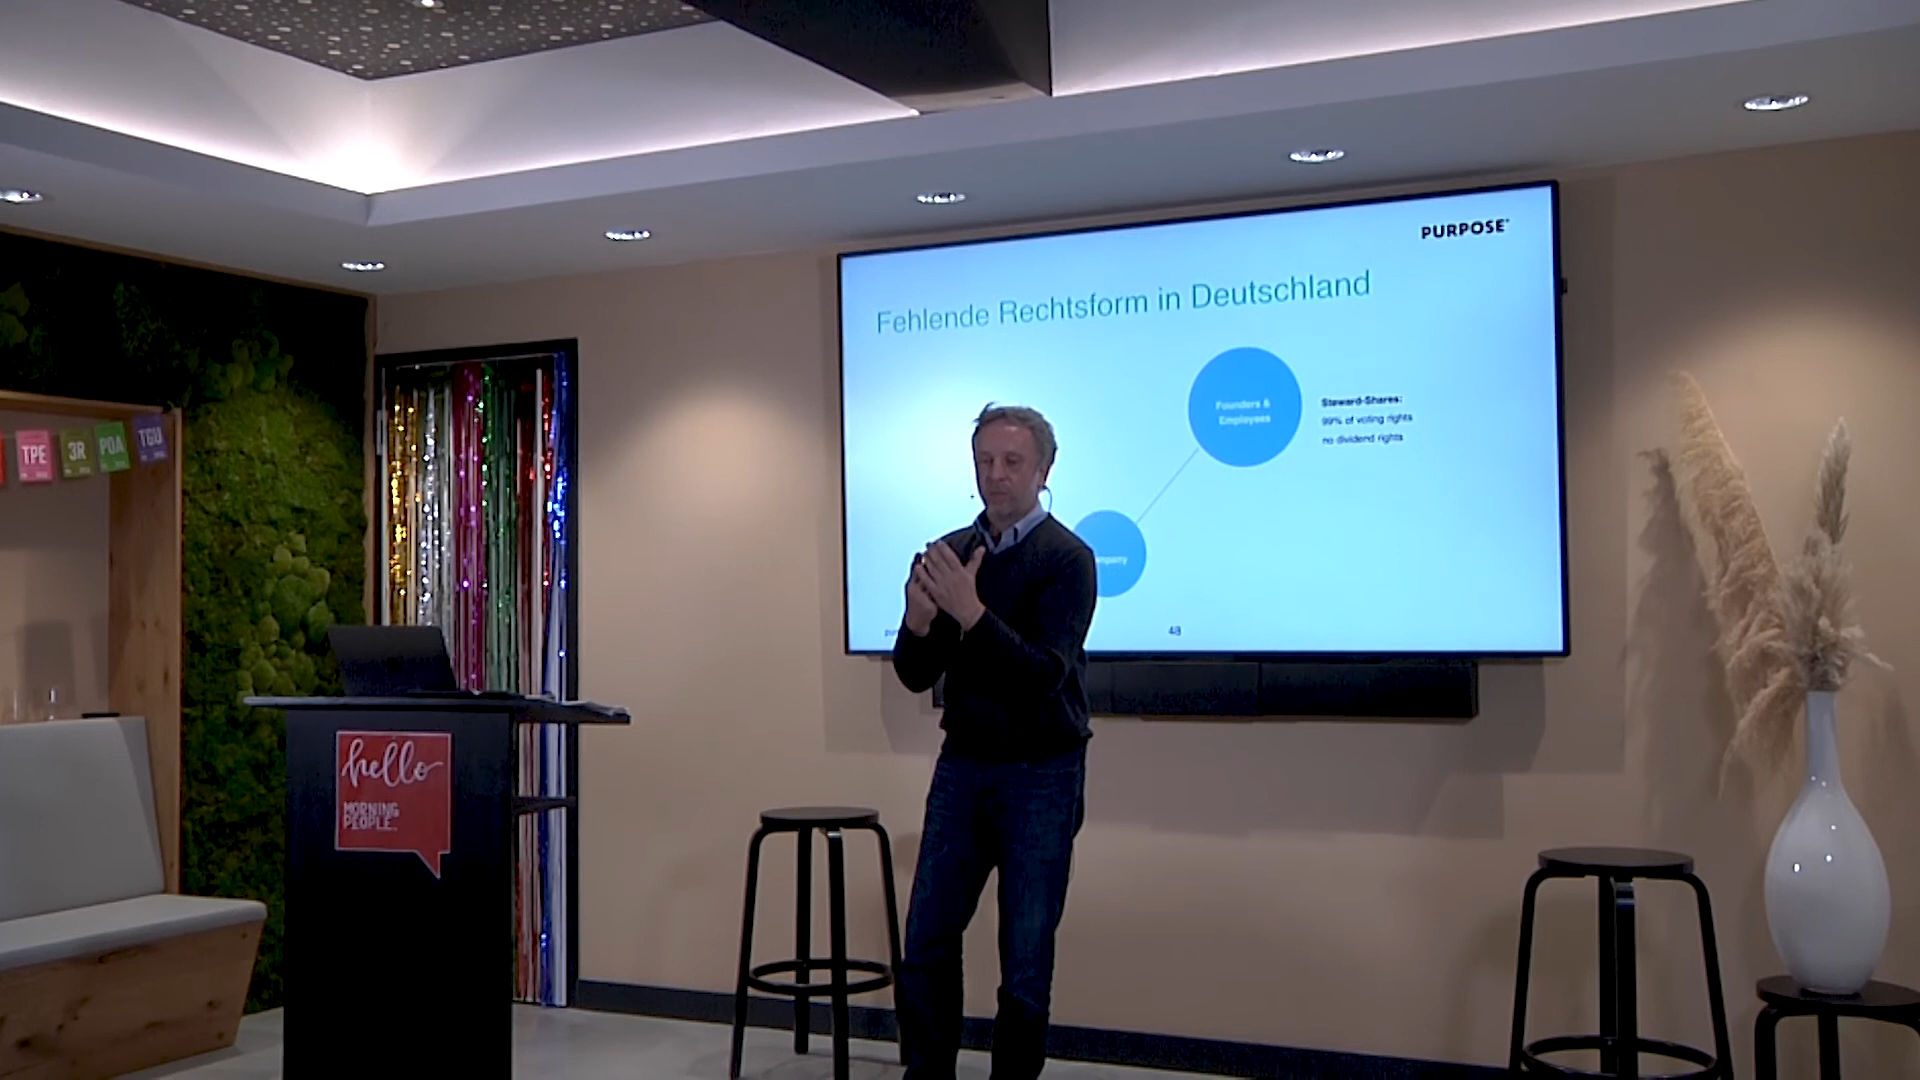 PURPOSE
Fehlende Rechtsform in Deutschland
Founders &
Employees
Steward-Shares:
99% of voting rights
no dividend rights
48
TPE
3R
POA
TGU
hello
MORNING
PEOPLE.